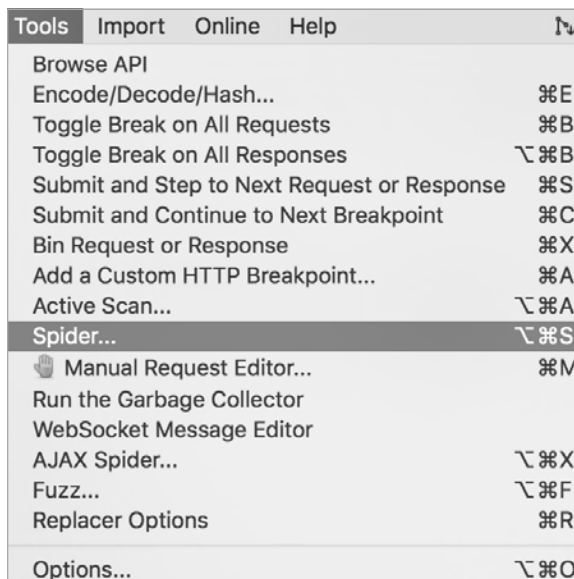 Tools Import Online Help
Browse API
Encode/Decode/Hash... ⌘E
Toggle Break on All Requests ⌘B
Toggle Break on All Responses ⌥⌘B
Submit and Step to Next Request or Response ⌘S
Submit and Continue to Next Breakpoint ⌘C
Bin Request or Response ⌘X
Add a Custom HTTP Breakpoint... ⌘A
Active Scan... ⌥⌘A
Spider... ⌥⌘S
Manual Request Editor... ⌘M
Run the Garbage Collector
WebSocket Message Editor
AJAX Spider... ⌥⌘X
Fuzz... ⌥⌘F
Replacer Options ⌘R
Options... ⌥⌘O